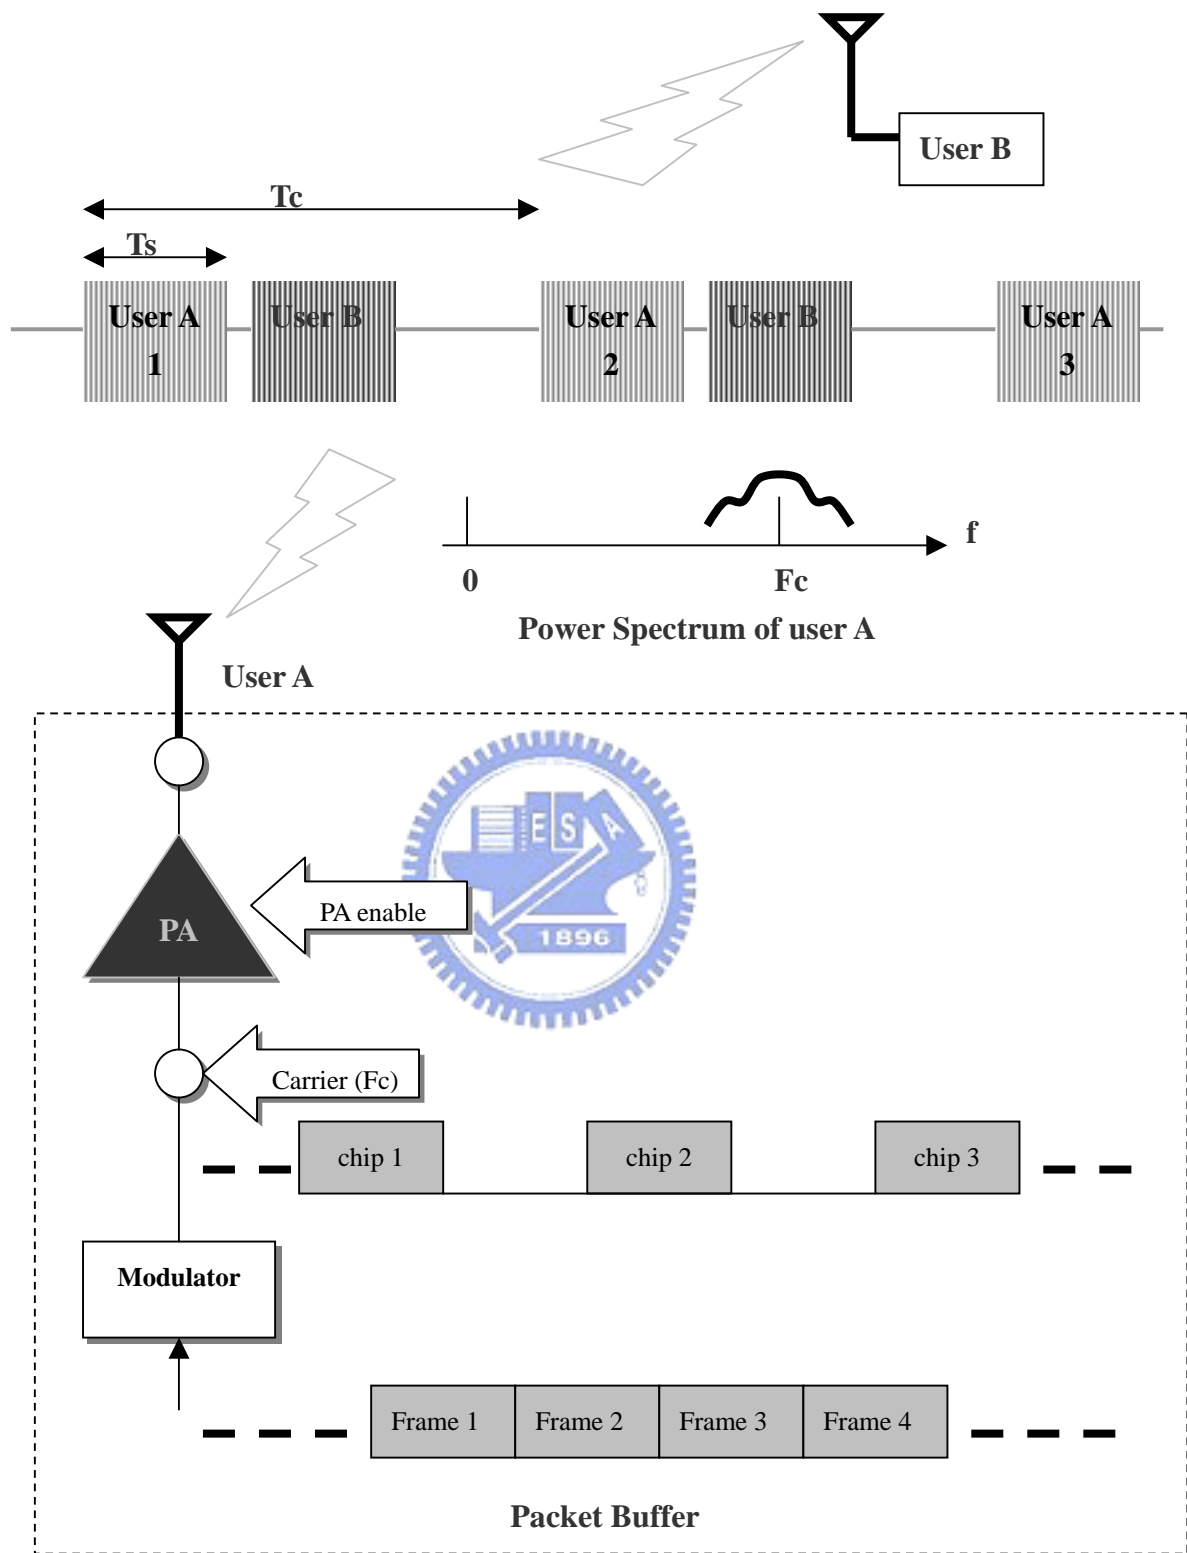 User B
Tc
Ts
User A
1
User B
User A
2
User B
User A
3
f
0
Fc
Power Spectrum of user A
User A
E S A
PA enable
PA
1896
Carrier (Fc)
chip 1
chip 2
chip 3
Modulator
Frame 1
Frame 2
Frame 3
Frame 4
Packet Buffer